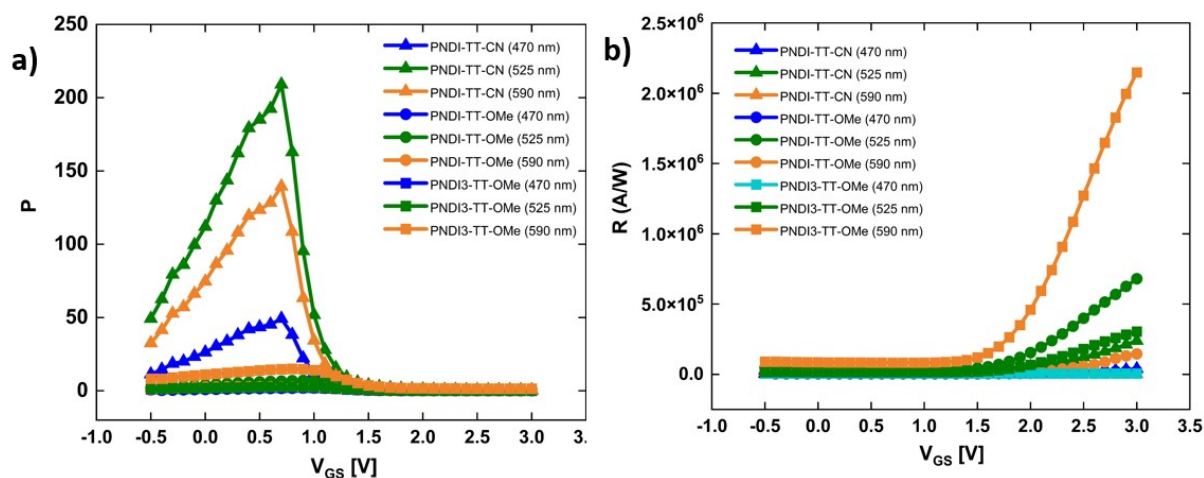 a)
P
250
200
150
100
50
0
-1.0 -0.5 0.0 0.5 1.0 1.5 2.0 2.5 3.0 3.
V_GS [V]
PNDI-TT-CN (470 nm)
PNDI-TT-CN (525 nm)
PNDI-TT-CN (590 nm)
PNDI-TT-OMe (470 nm)
PNDI-TT-OMe (525 nm)
PNDI-TT-OMe (590 nm)
PNDI3-TT-OMe (470 nm)
PNDI3-TT-OMe (525 nm)
PNDI3-TT-OMe (590 nm)
b)
R (A/W)
2.5×10⁶
2.0×10⁶
1.5×10⁶
1.0×10⁶
5.0×10⁵
0.0
-1.0 -0.5 0.0 0.5 1.0 1.5 2.0 2.5 3.0 3.5
V_GS [V]
PNDI-TT-CN (470 nm)
PNDI-TT-CN (525 nm)
PNDI-TT-CN (590 nm)
PNDI-TT-OMe (470 nm)
PNDI-TT-OMe (525 nm)
PNDI-TT-OMe (590 nm)
PNDI3-TT-OMe (470 nm)
PNDI3-TT-OMe (525 nm)
PNDI3-TT-OMe (590 nm)